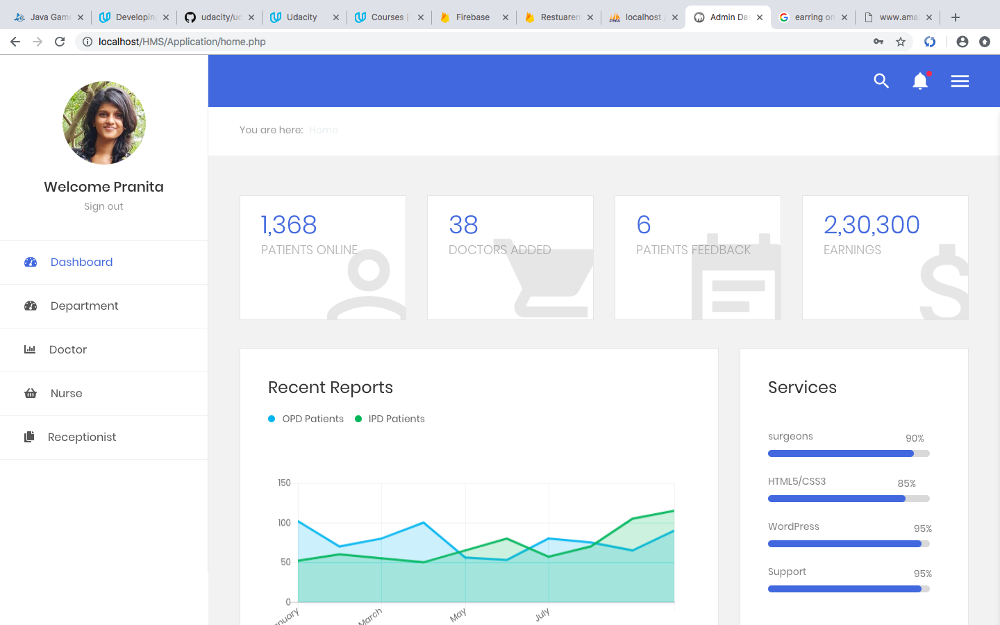 Java Game
Developing
udacity/ud
Udacity
Courses |
Firebase
Restuaren
localhost /
Admin Das
earring on
www.ama
localhost/HMS/Application/home.php
You are here: Home
Welcome Pranita
Sign out
Dashboard
Department
Doctor
Nurse
Receptionist
1,368
PATIENTS ONLINE
38
DOCTORS ADDED
6
PATIENTS FEEDBACK
2,30,300
EARNINGS
Recent Reports
OPD Patients IPD Patients
150
100
50
0
anuary March May July
Services
surgeons 90%
HTML5/CSS3 85%
WordPress 95%
Support 95%